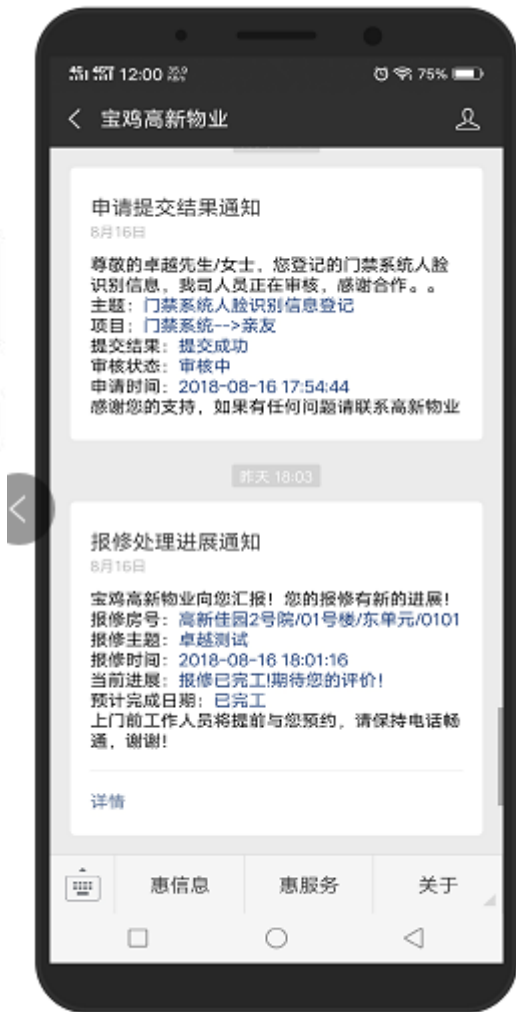 12:00
75%
宝鸡高新物业
申请提交结果通知
8月16日
尊敬的卓越先生/女士，您登记的门禁系统人脸
识别信息，我司人员正在审核，感谢合作。。
主题：门禁系统人脸识别信息登记
项目：门禁系统-->亲友
提交结果：提交成功
审核状态：审核中
申请时间：2018-08-16 17:54:44
感谢您的支持，如果有任何问题请联系高新物业
昨天 18:03
报修处理进展通知
8月16日
宝鸡高新物业向您汇报！您的报修有新的进展！
报修房号：高新佳园2号院/01号楼/东单元/0101
报修主题：卓越测试
报修时间：2018-08-16 18:01:16
当前进展：报修已完工!期待您的评价!
预计完成日期：已完工
上门前工作人员将提前与您预约，请保持电话畅
通，谢谢！
详情
惠信息
惠服务
关于